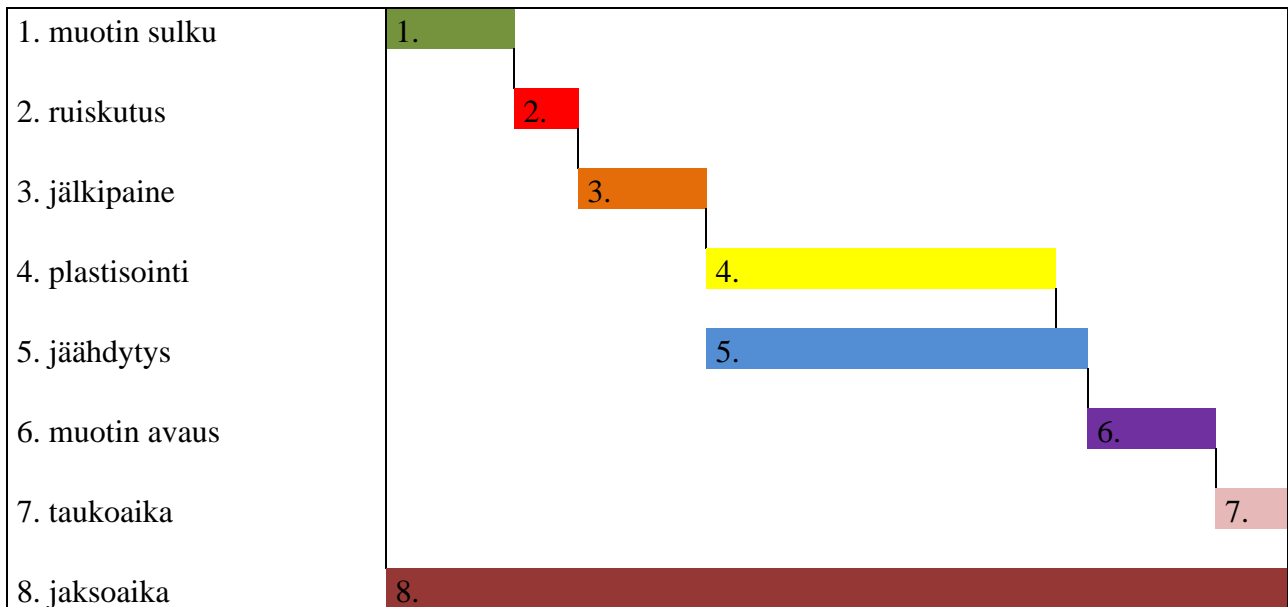 1. muotin sulku 1.
2. ruiskutus 2.
3. jälkipaine 3.
4. plastisointi 4.
5. jäähdytys 5.
6. muotin avaus 6.
7. taukoaika 7.
8. jaksoaika 8.